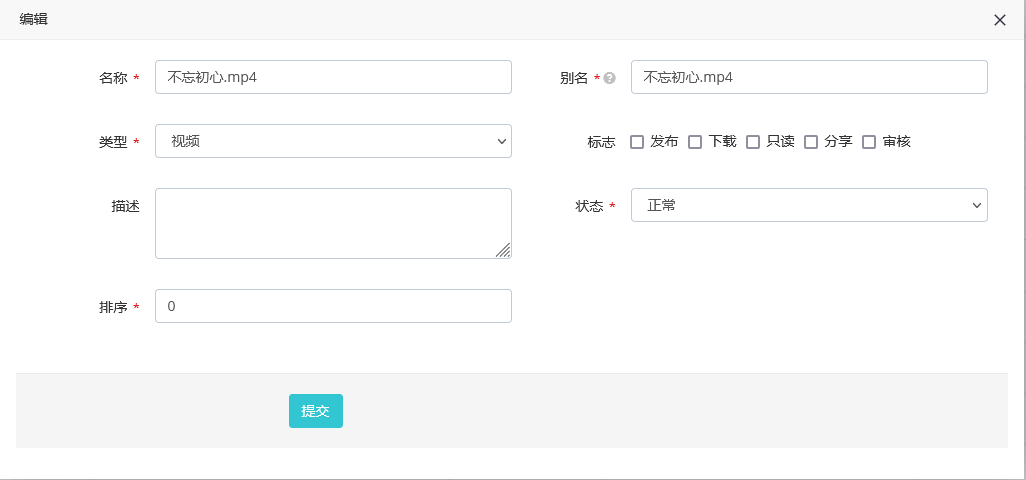 编辑
名称 * 不忘初心.mp4 别名 * ? 不忘初心.mp4
类型 * 视频 标志 发布 下载 只读 分享 审核
描述 状态 * 正常
排序 * 0
提交